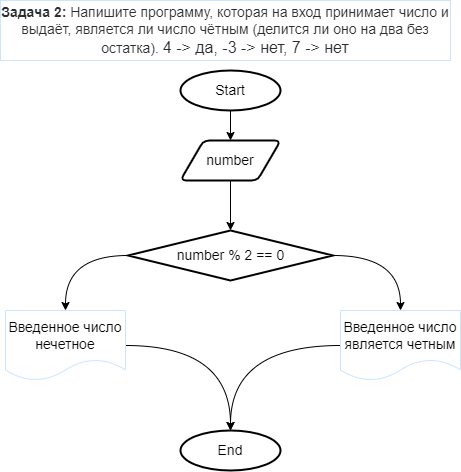 Задача 2: Напишите программу, которая на вход принимает число и
выдаёт, является ли число чётным (делится ли оно на два без
остатка). 4 -> да, -3 -> нет, 7 -> нет
Start
number
number % 2 == 0
Введенное число
нечетное
Введенное число
является четным
End